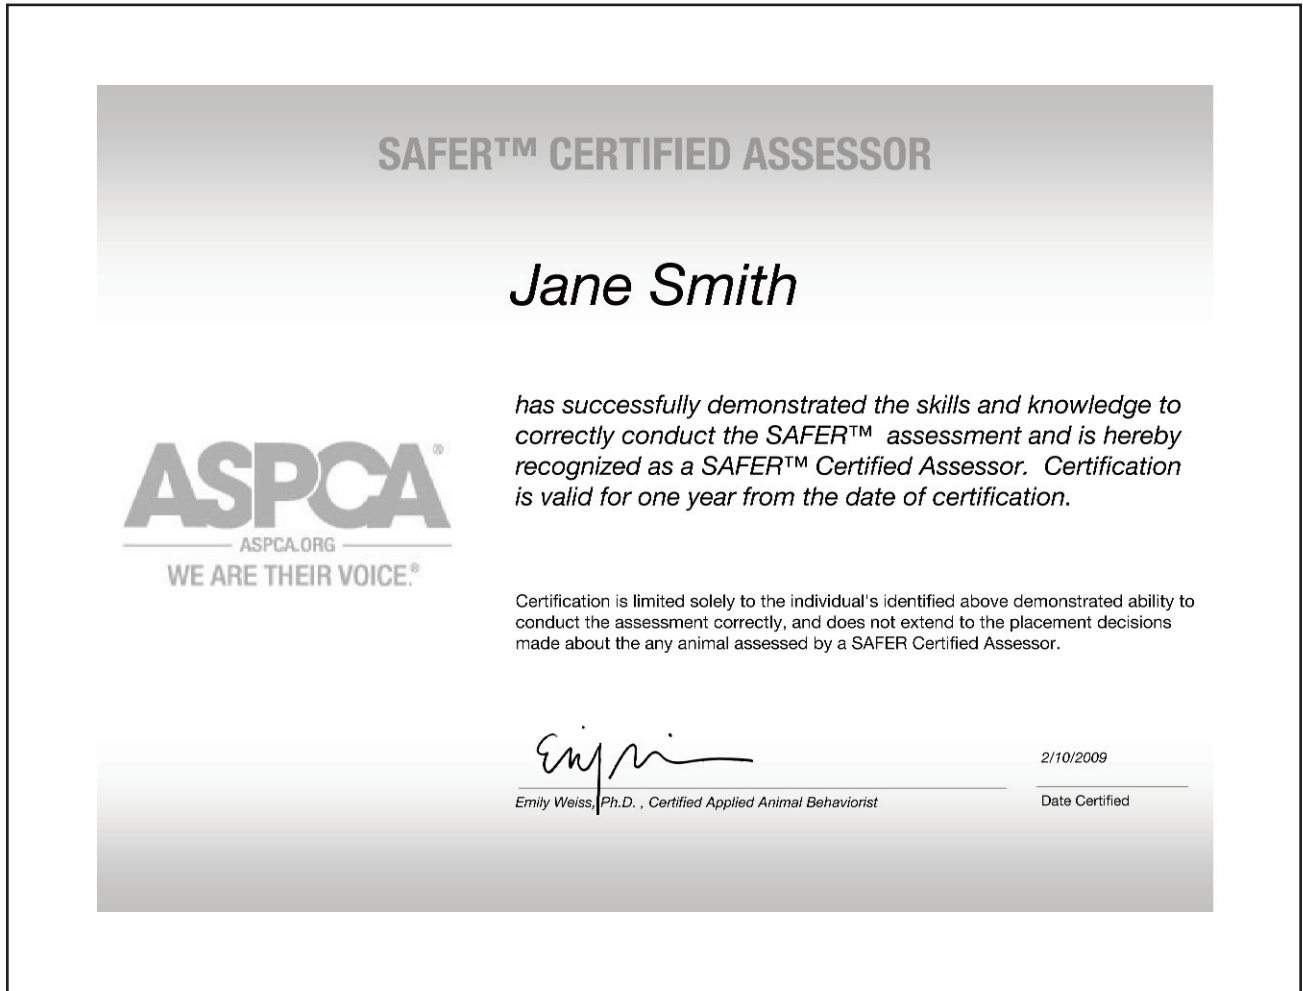 SAFER™ CERTIFIED ASSESSOR
Jane Smith
has successfully demonstrated the skills and knowledge to
correctly conduct the SAFER™ assessment and is hereby
recognized as a SAFER™ Certified Assessor. Certification
is valid for one year from the date of certification.
ASPCA®
ASPCA.ORG
WE ARE THEIR VOICE.®
Certification is limited solely to the individual's identified above demonstrated ability to
conduct the assessment correctly, and does not extend to the placement decisions
made about the any animal assessed by a SAFER Certified Assessor.
2/10/2009
Emily Weiss, Ph.D. , Certified Applied Animal Behaviorist
Date Certified